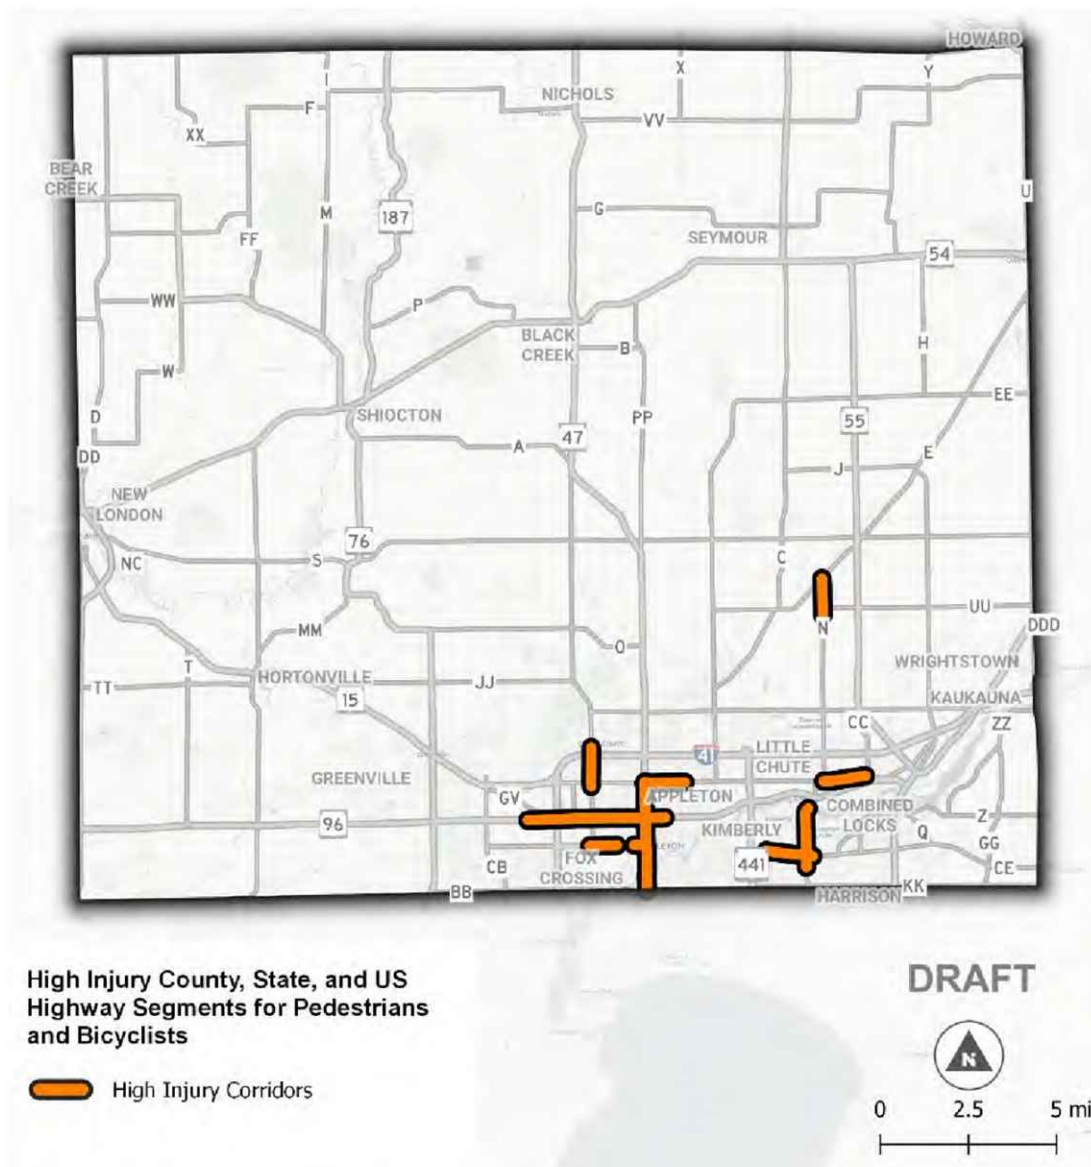 HOWARD
I
X
Y
NICHOLS
F
XX
VV
BEAR
CREEK
U
M
187
G
FF
SEYMOUR
54
WW
P
BLACK
CREEK
B
H
W
EE
SHIOCTON
D
PP
55
47
A
E
DD
J
NEW
LONDON
76
S
NC
C
UU
MM
N
DDD
O
WRIGHTSTOWN
T
HORTONVILLE
TT
JJ
KAUKAUNA
15
CC
ZZ
41
LITTLE
CHUTE
GREENVILLE
GV
APPLETON
COMBINED
LOCKS
96
KIMBERLY
Z
Q
GG
FOX
CROSSING
441
CB
CE
BB
HARRISON
KK
High Injury County, State, and US
Highway Segments for Pedestrians
and Bicyclists
High Injury Corridors
DRAFT
N
0 2.5 5 mi